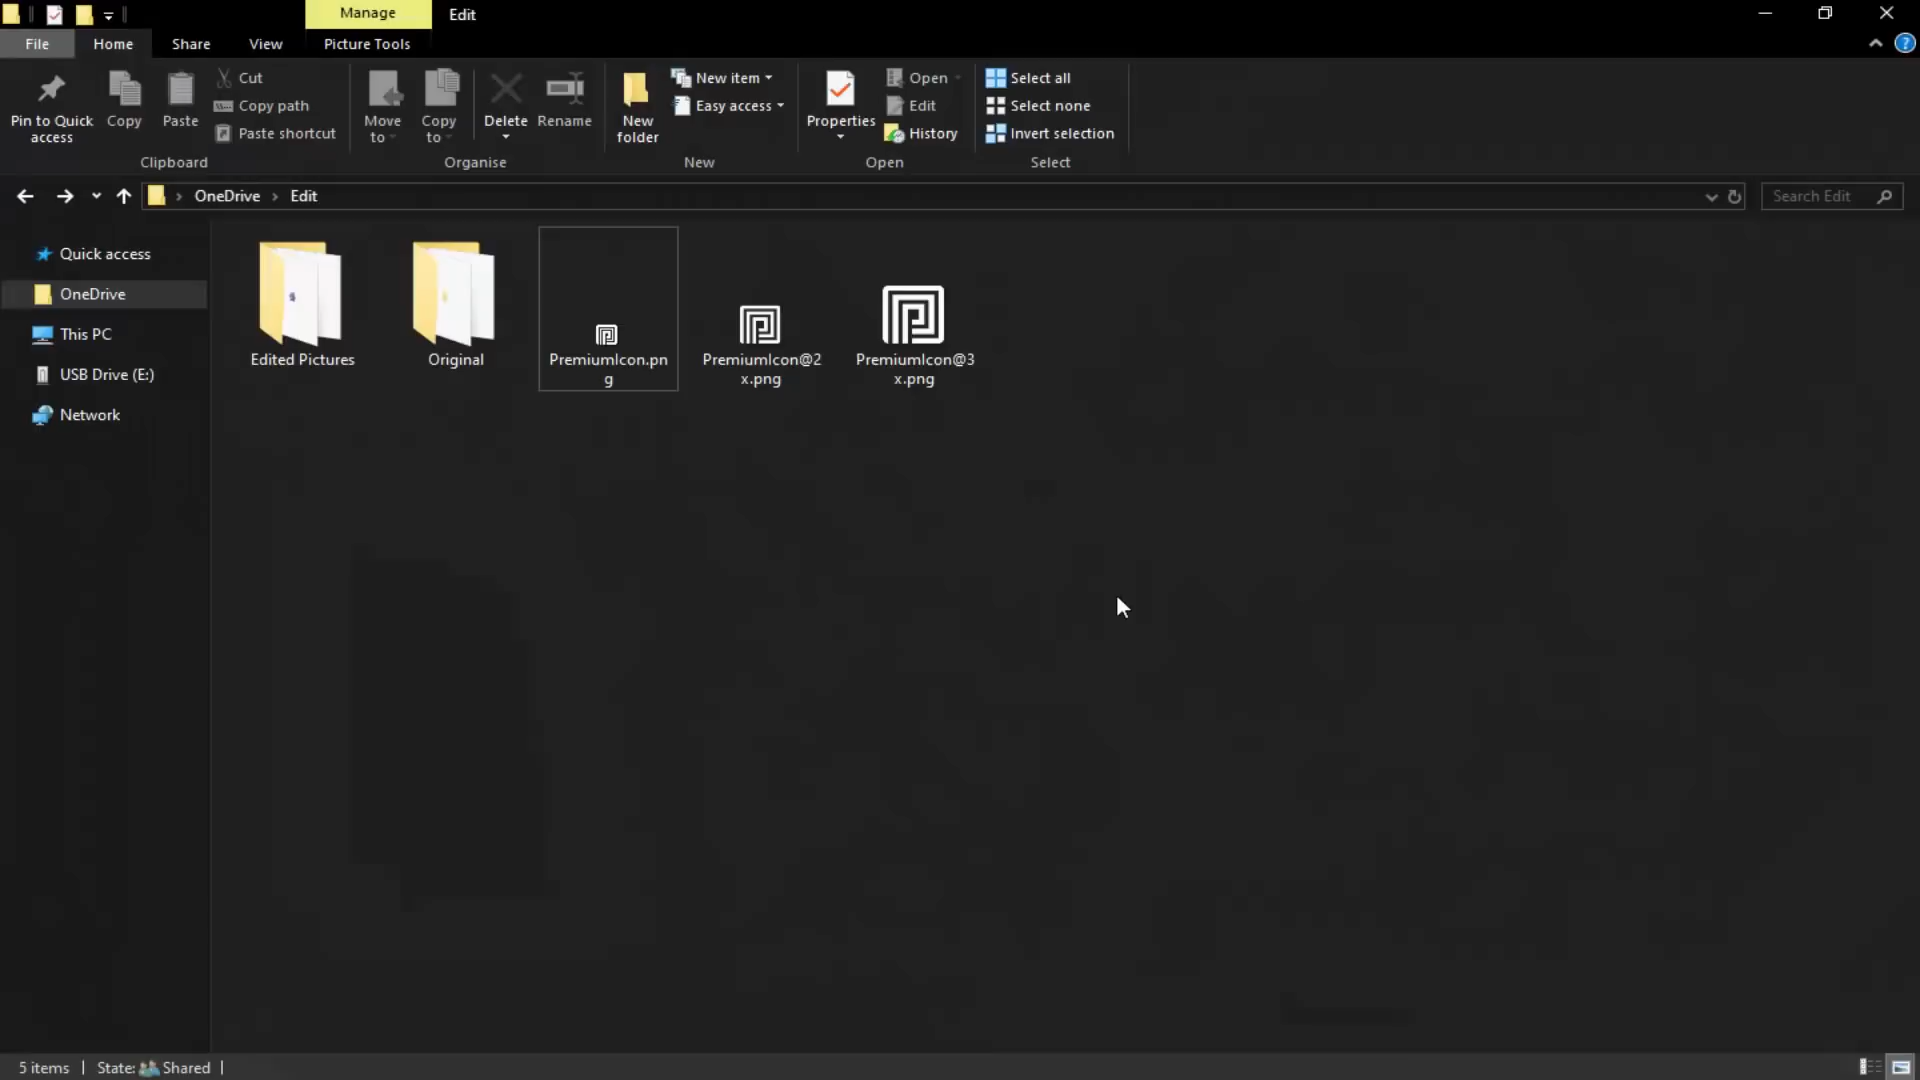 Manage
Edit
File
Home
Share
View
Picture Tools
Pin to Quick
access
Copy
Paste
Cut
Copy path
Paste shortcut
Clipboard
Move
to
Copy
to
Delete
Rename
Organise
New
folder
New item
Easy access
New
Properties
Open
Edit
History
Open
Select all
Select none
Invert selection
Select
OneDrive
Edit
Search Edit
Quick access
OneDrive
This PC
USB Drive (E:)
Network
Edited Pictures
Original
PremiumIcon.pn
g
PremiumIcon@2
x.png
PremiumIcon@3
x.png
5 items
State:
Shared